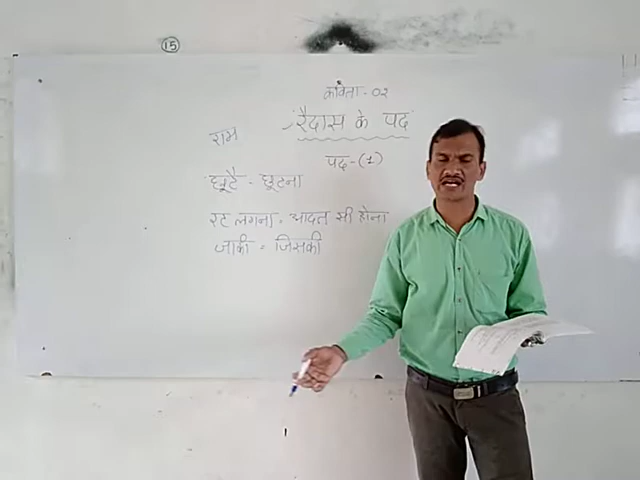 15
कविता - 02
रैदास के पद
राम
पद - (1)
छूटै - छूटना
रट लगना = आदत सी होना
जाकी = जिसकी